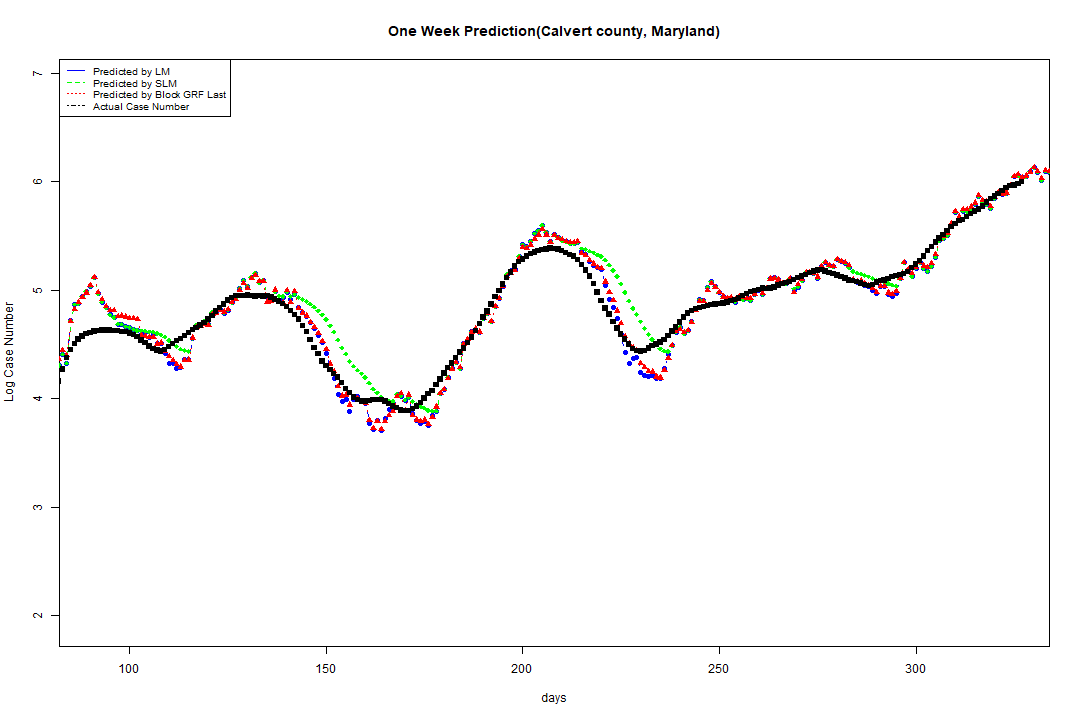 One Week Prediction(Calvert county, Maryland)
Predicted by LM
Predicted by SLM
Predicted by Block GRF Last
Actual Case Number
7
6
5
4
3
2
Log Case Number
100 150 200 250 300
days